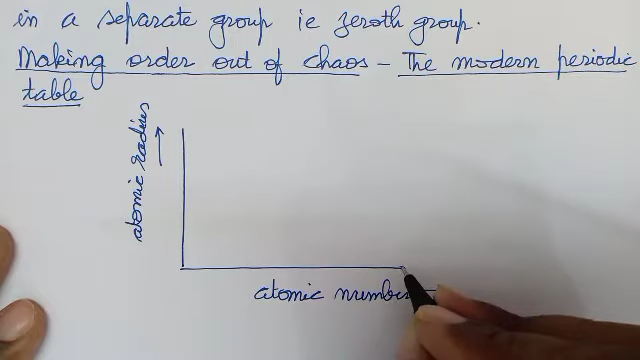 in a separate group ie zeroth group.
Making order out of chaos - The modern periodic
table
atomic radius →
atomic number